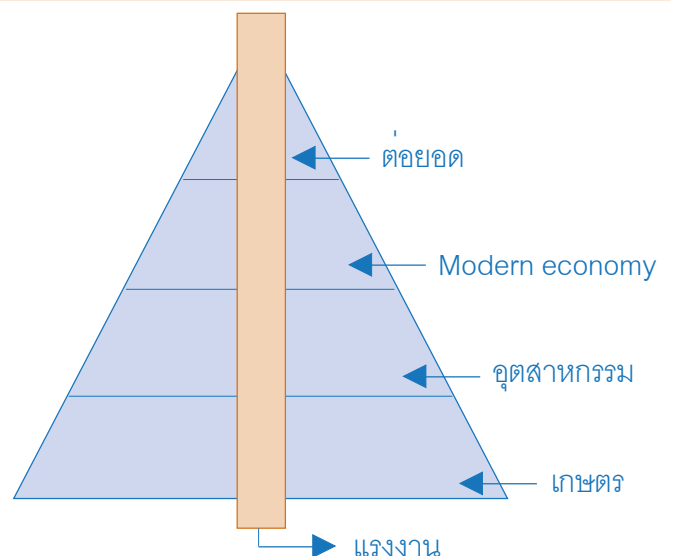 ต่อยอด
Modern economy
อุตสาหกรรม
เกษตร
แรงงาน